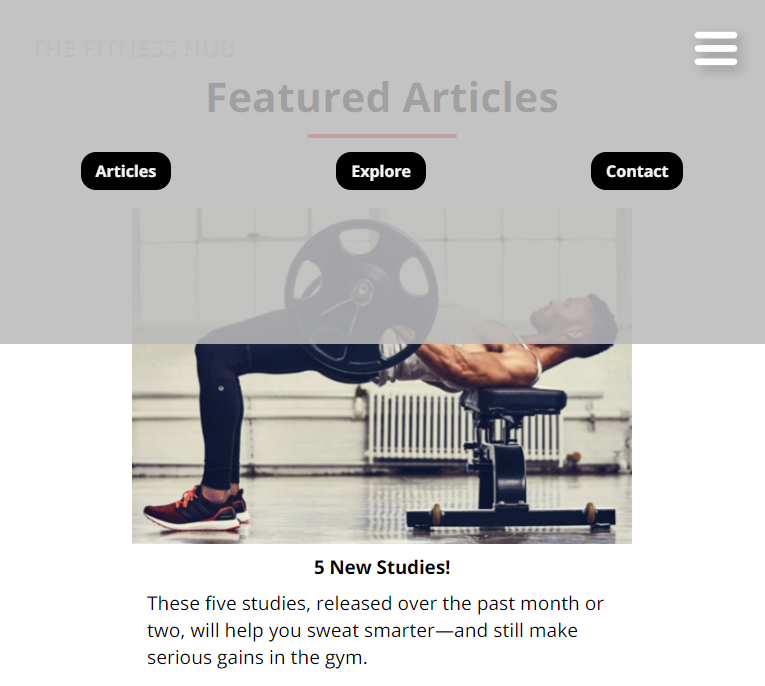 THE FITNESS HUB
Featured Articles
Articles
Explore
Contact
5 New Studies!
These five studies, released over the past month or
two, will help you sweat smarter—and still make
serious gains in the gym.